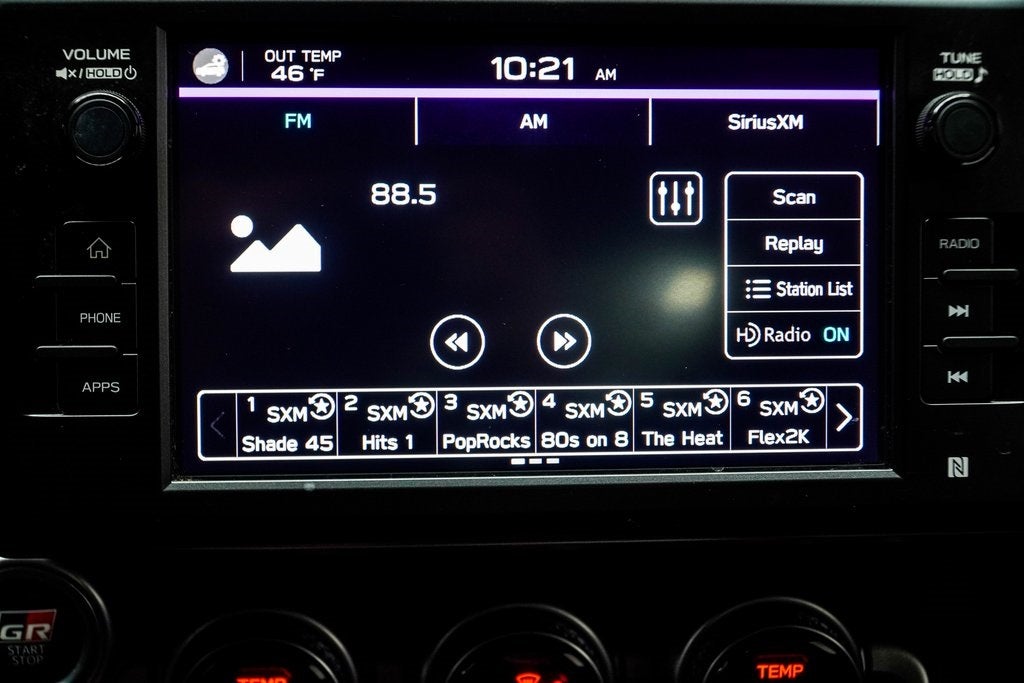 VOLUME
HOLD
OUT TEMP
46 °F
10:21 AM
TUNE
HOLD
FM
AM
SiriusXM
88.5
Scan
Replay
Station List
HD Radio ON
PHONE
APPS
RADIO
1 SXM
Shade 45
2 SXM
Hits 1
3 SXM
PopRocks
4 SXM
80s on 8
5 SXM
The Heat
6 SXM
Flex2K
N
GR
START
STOP
TEMP
TEMP